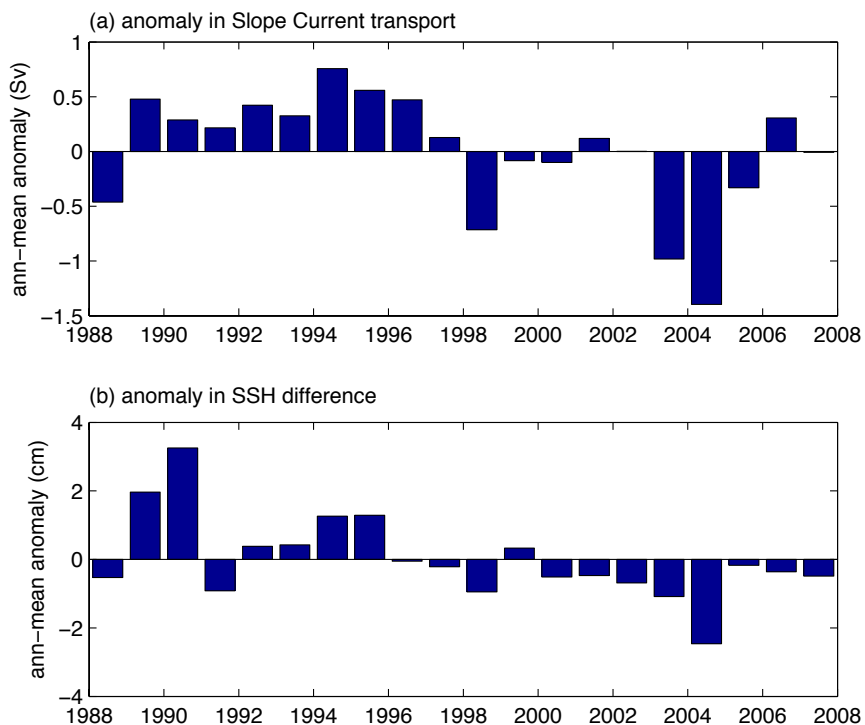 (a) anomaly in Slope Current transport
ann−mean anomaly (Sv)
1
0.5
0
−0.5
−1
−1.5
1988 1990 1992 1994 1996 1998 2000 2002 2004 2006 2008
(b) anomaly in SSH difference
ann−mean anomaly (cm)
4
2
0
−2
−4
1988 1990 1992 1994 1996 1998 2000 2002 2004 2006 2008